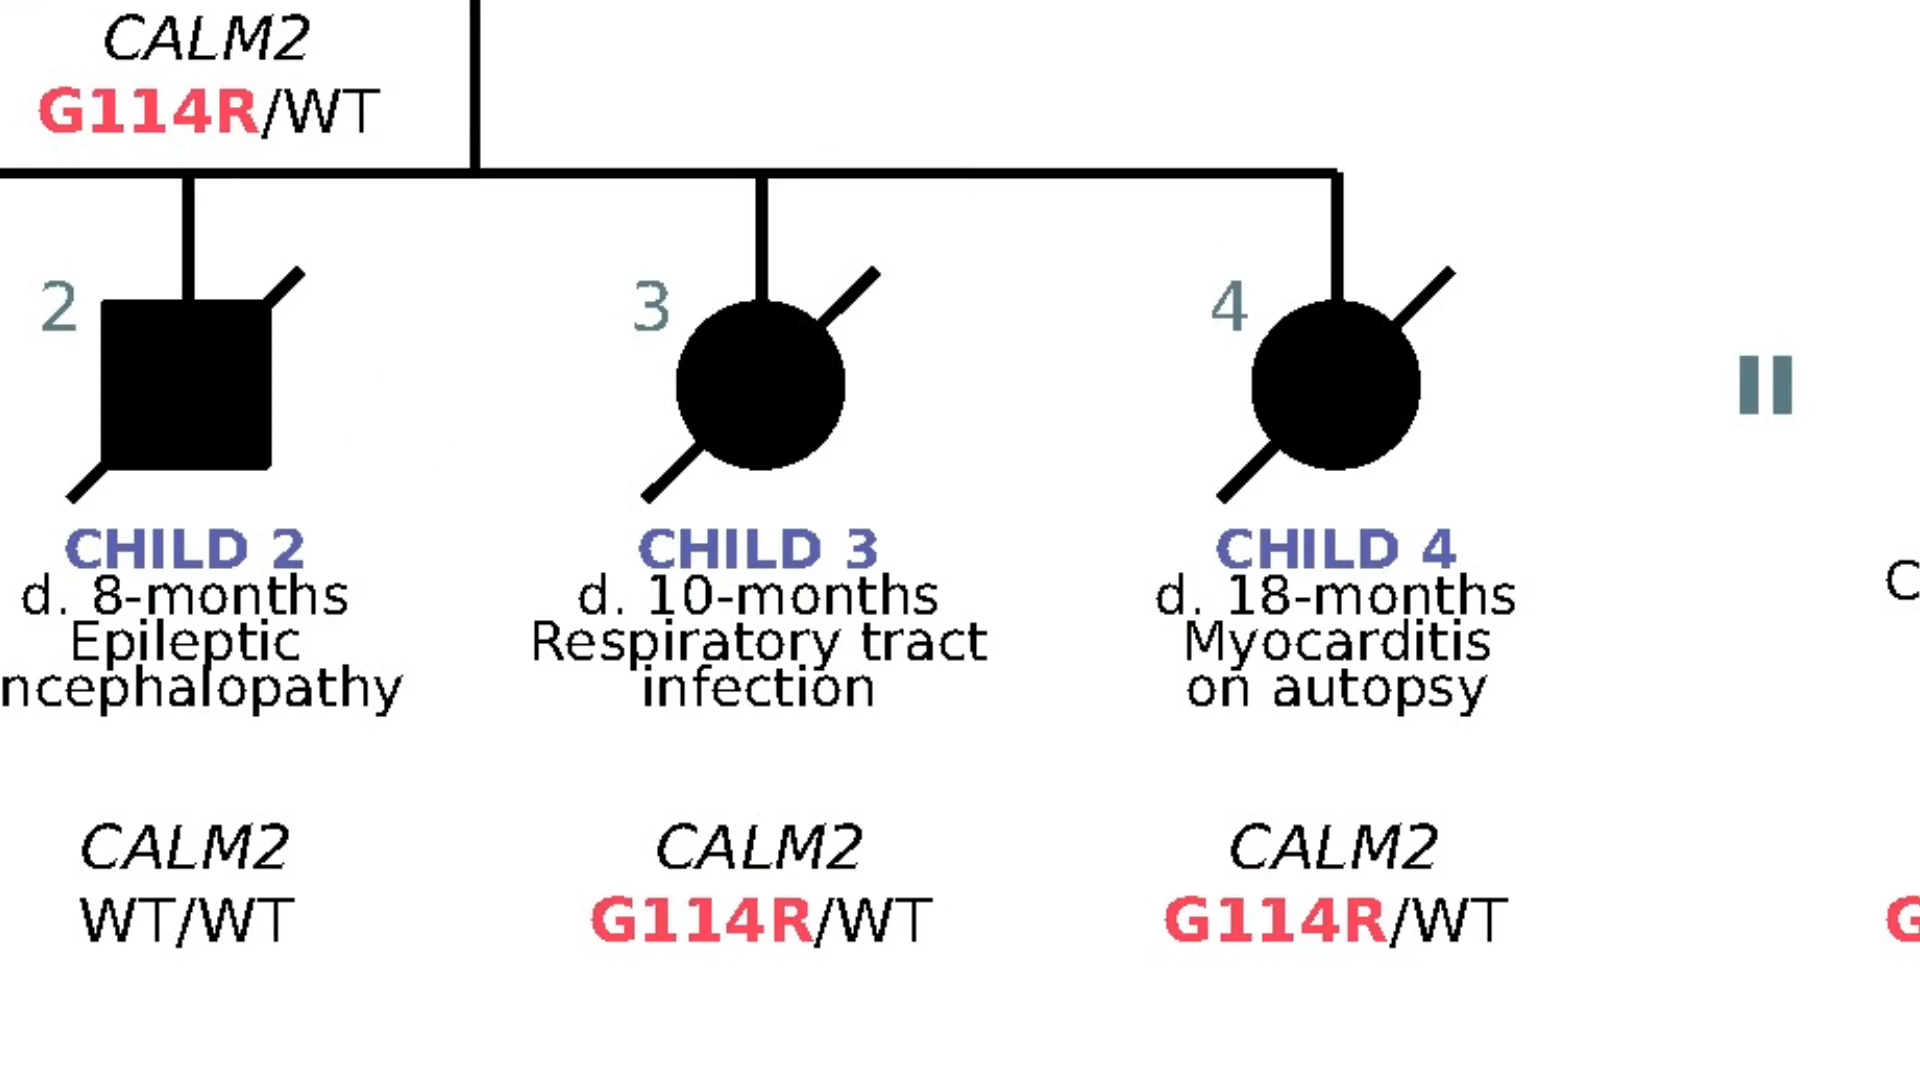 CALM2
G114R/WT
2
3
4
II
CHILD 2
d. 8-months
Epileptic
ncephalopathy
CHILD 3
d. 10-months
Respiratory tract
infection
CHILD 4
d. 18-months
Myocarditis
on autopsy
C
CALM2
WT/WT
CALM2
G114R/WT
CALM2
G114R/WT
G